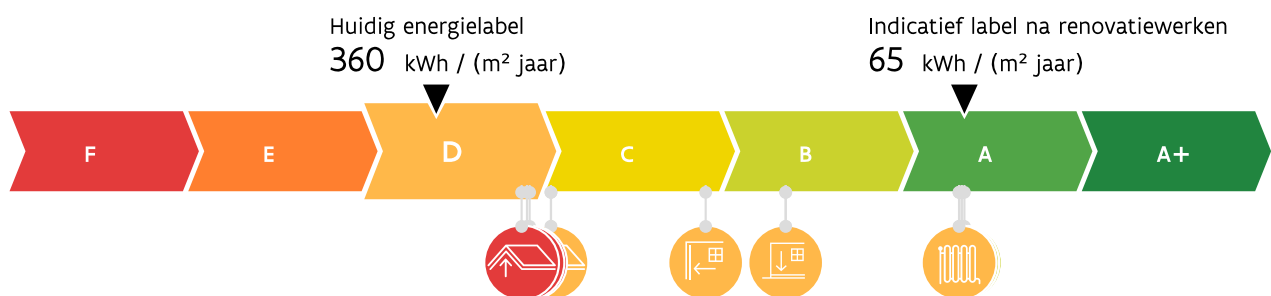 Huidig energielabel
360 kWh / (m² jaar)
Indicatief label na renovatiewerken
65 kWh / (m² jaar)
F E D C B A A+